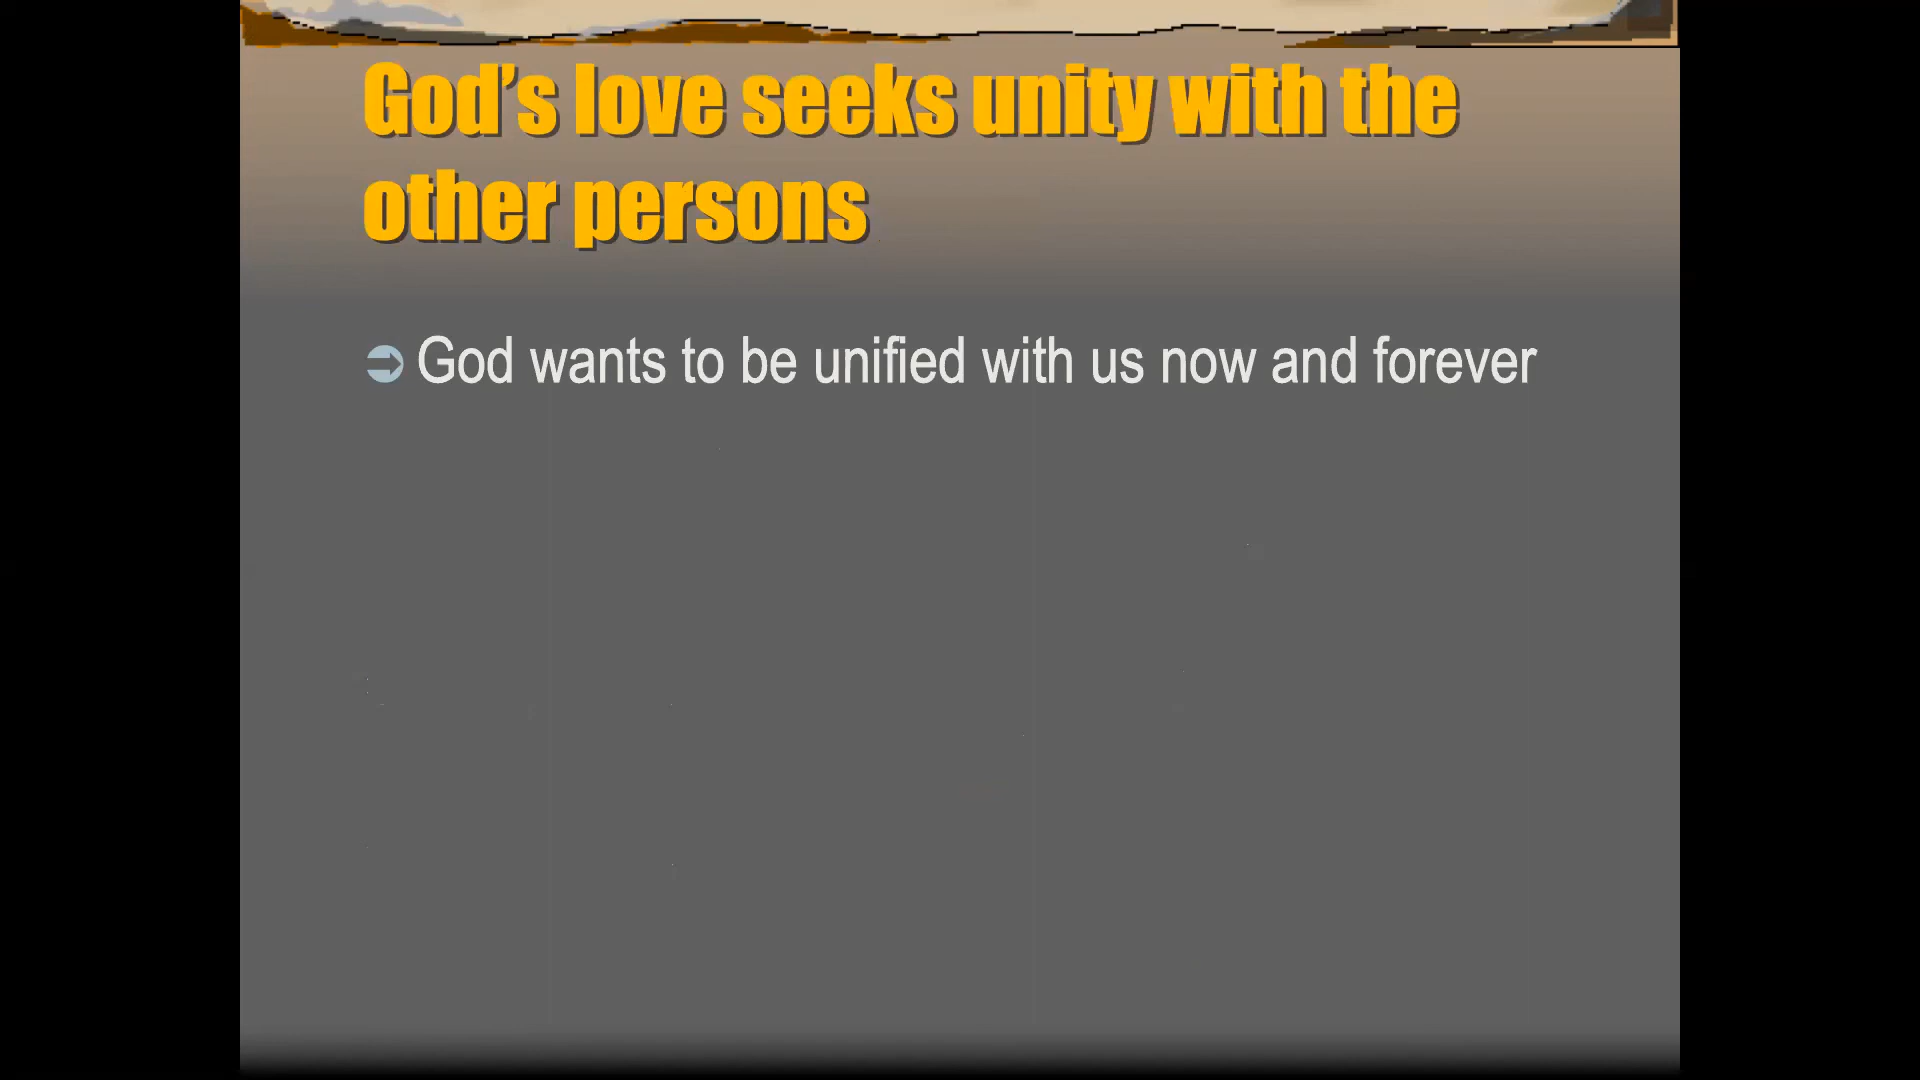 God’s love seeks unity with the
other persons
God wants to be unified with us now and forever